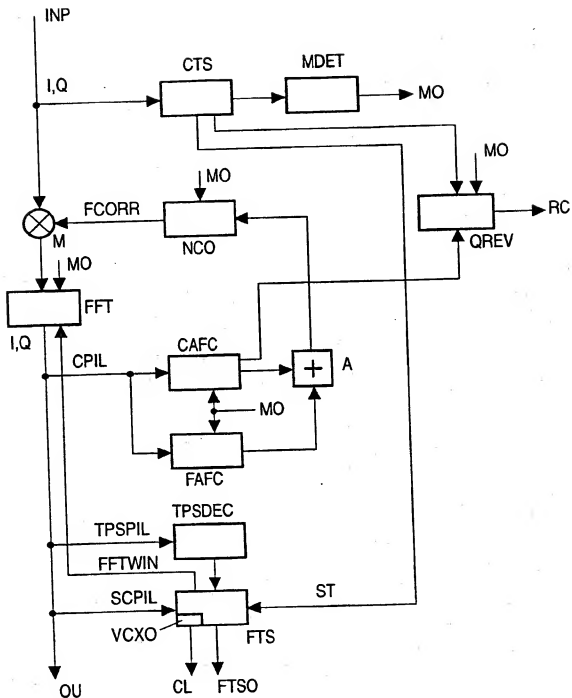 INP
I,Q
CTS
MDET
MO
MO
QREV
RC
MO
FCORR
NCO
M
MO
FFT
I,Q
CPIL
CAFC
+
A
MO
FAFC
TPSDEC
TPSPIL
FFTWIN
SCPIL
VCXO
FTS
ST
OU
CL
FTSO